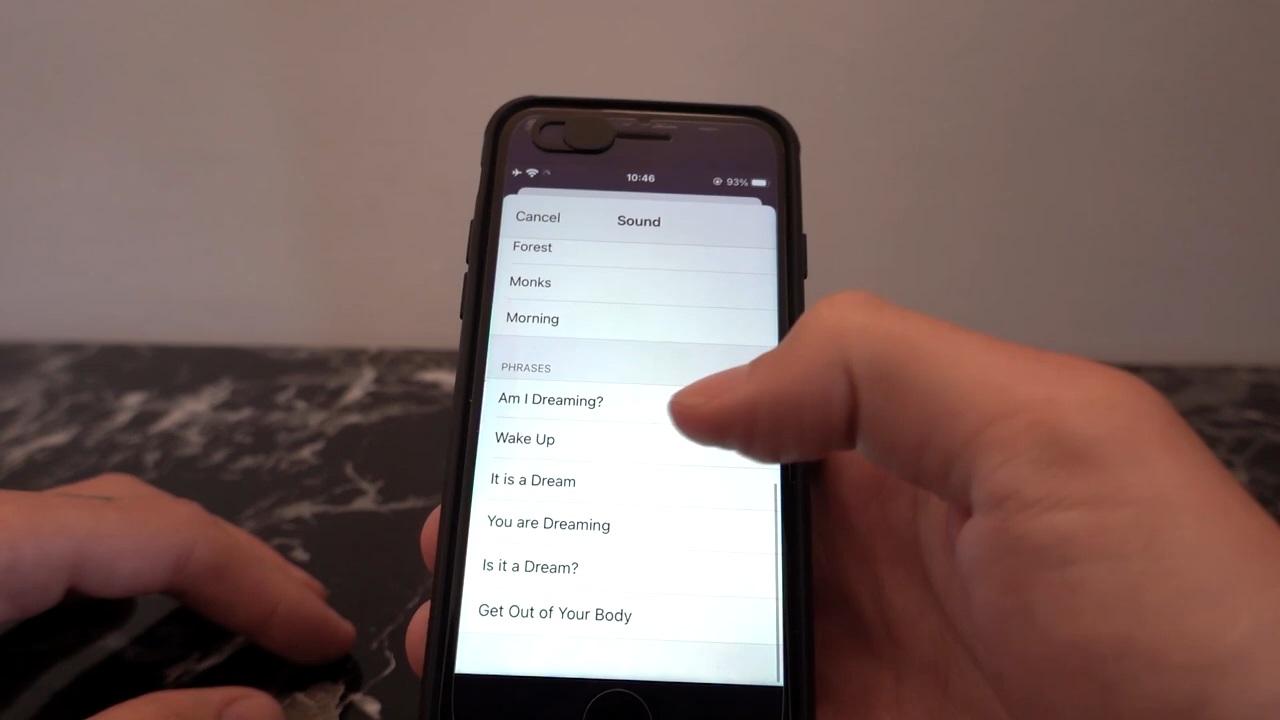 10:46
93%
Cancel
Sound
Forest
Monks
Morning
PHRASES
Am I Dreaming?
Wake Up
It is a Dream
You are Dreaming
Is it a Dream?
Get Out of Your Body